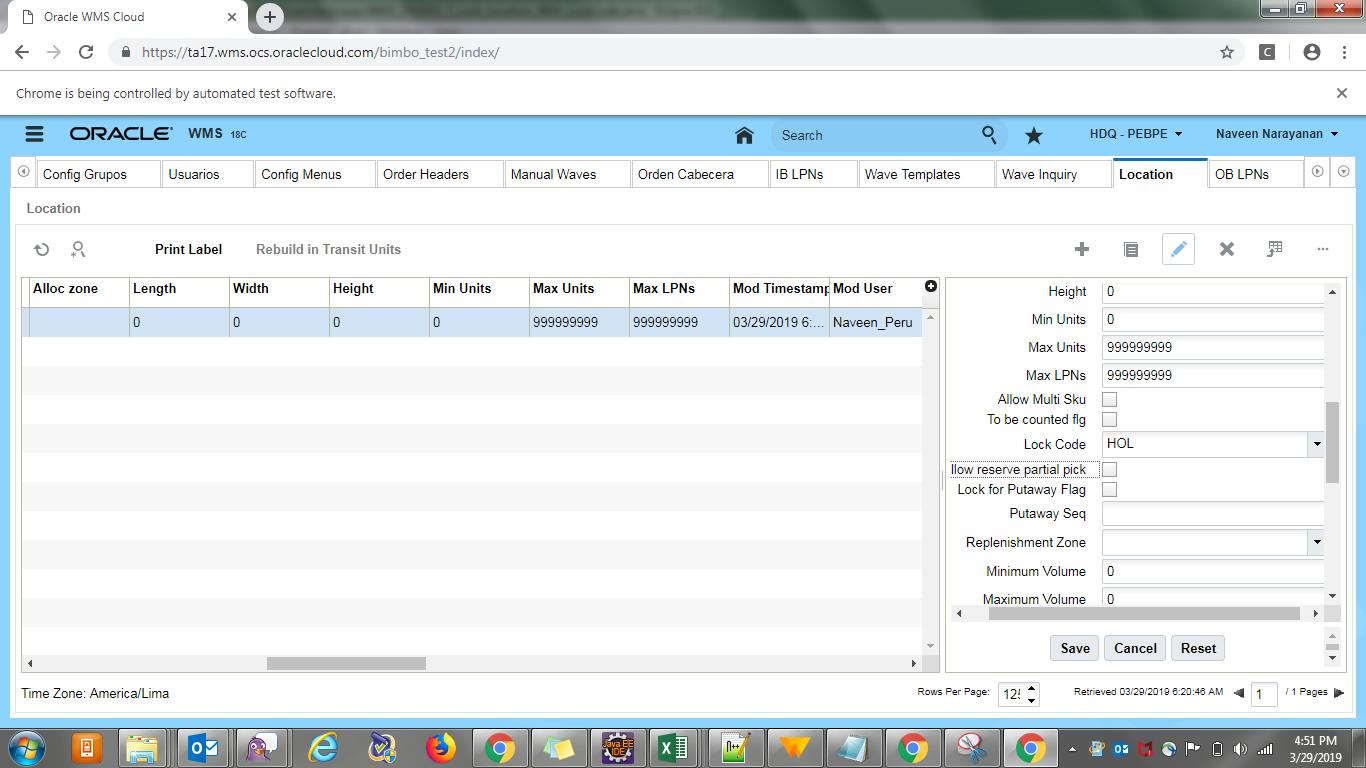 Oracle WMS Cloud
https://ta17.wms.ocs.oraclecloud.com/bimbo_test2/index/
C
Chrome is being controlled by automated test software.
ORACLE WMS 18C
Search
HDQ - PEBPE
Naveen Narayanan
Config Grupos
Usuarios
Config Menus
Order Headers
Manual Waves
Orden Cabecera
IB LPNs
Wave Templates
Wave Inquiry
Location
OB LPNs
Location
Print Label
Rebuild in Transit Units
Alloc zone Length Width Height Min Units Max Units Max LPNs Mod Timestamp Mod User
0 0 0 0 999999999 999999999 03/29/2019 6:... Naveen_Peru
Height 0
Min Units 0
Max Units 999999999
Max LPNs 999999999
Allow Multi Sku
To be counted flg
Lock Code HOL
llow reserve partial pick
Lock for Putaway Flag
Putaway Seq
Replenishment Zone
Minimum Volume 0
Maximum Volume 0
Save Cancel Reset
Time Zone: America/Lima
Rows Per Page: 125
Retrieved 03/29/2019 6:20:46 AM
1 / 1 Pages
Java EE
IDE
4:51 PM
3/29/2019